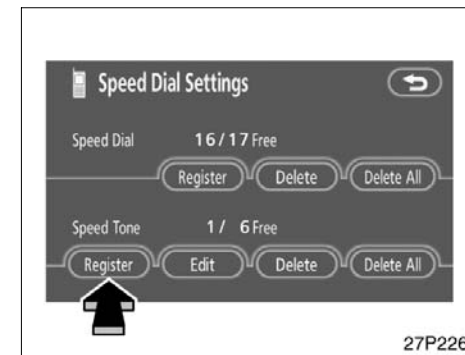 Speed Dial Settings
Speed Dial 16/17 Free
Register Delete Delete All
Speed Tone 1/ 6 Free
Register Edit Delete Delete All
27P226